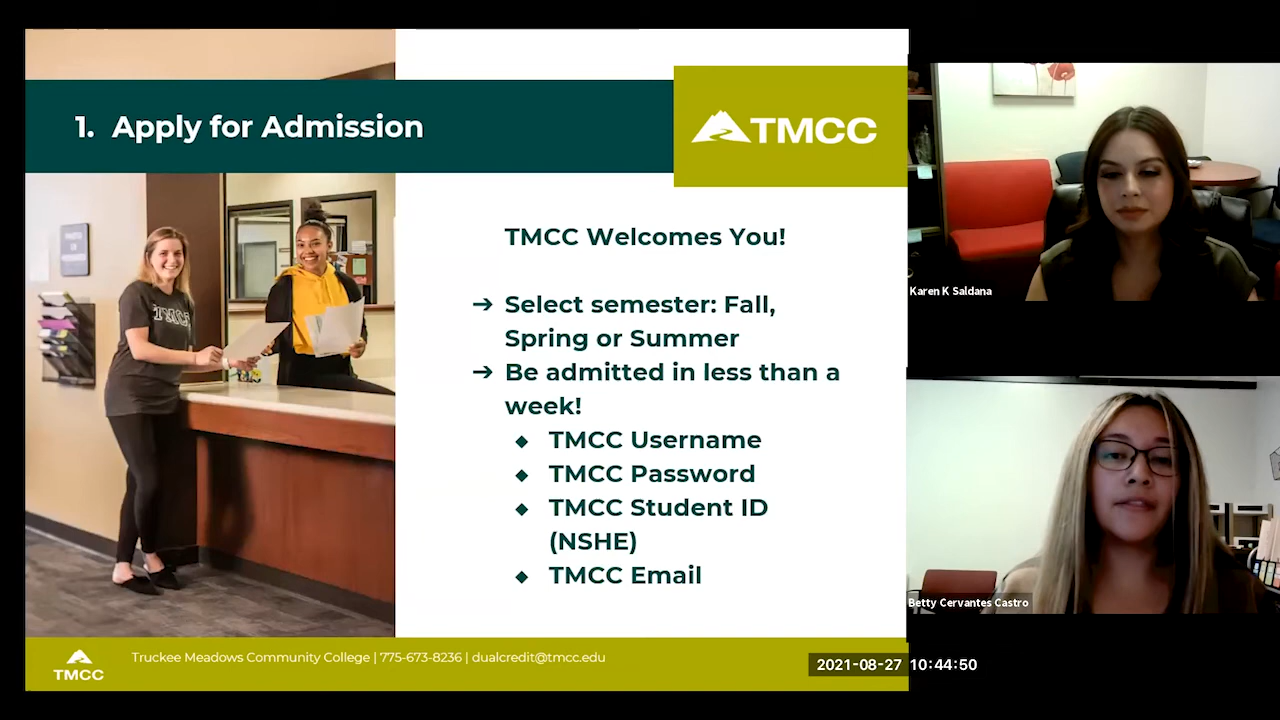 1. Apply for Admission
TMCC
TMCC Welcomes You!
➔ Select semester: Fall,
Spring or Summer
➔ Be admitted in less than a
week!
◆ TMCC Username
◆ TMCC Password
◆ TMCC Student ID
(NSHE)
◆ TMCC Email
TMCC
TMCC
Truckee Meadows Community College | 775-673-8236 | dualcredit@tmcc.edu
Karen K Saldana
Betty Cervantes Castro
2021-08-27 10:44:50